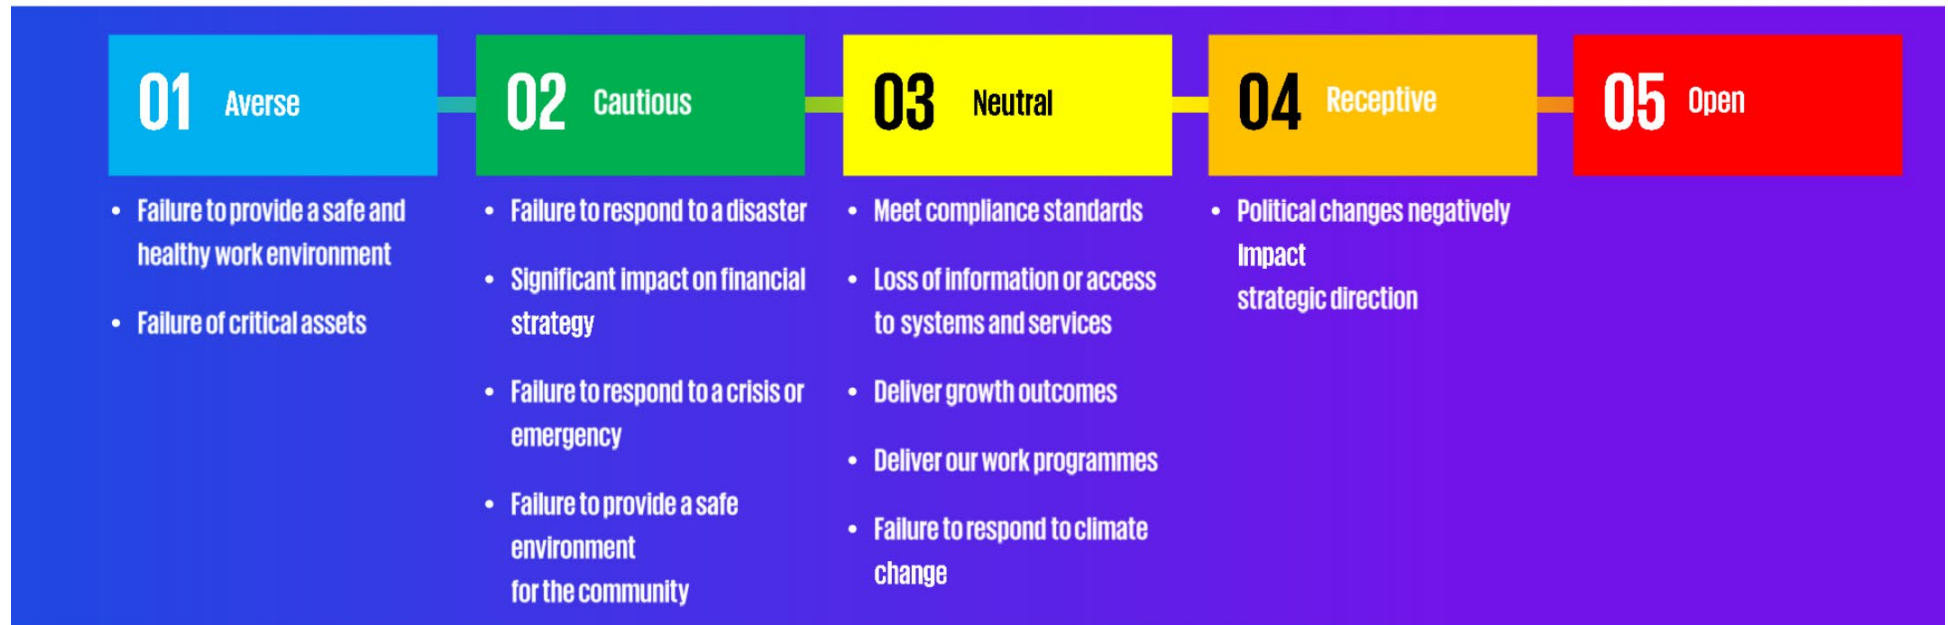 01 Averse
• Failure to provide a safe and
healthy work environment
• Failure of critical assets
02 Cautious
• Failure to respond to a disaster
• Significant impact on financial
strategy
• Failure to respond to a crisis or
emergency
• Failure to provide a safe
environment
for the community
03 Neutral
• Meet compliance standards
• Loss of information or access
to systems and services
• Deliver growth outcomes
• Deliver our work programmes
• Failure to respond to climate
change
04 Receptive
• Political changes negatively
Impact
strategic direction
05 Open